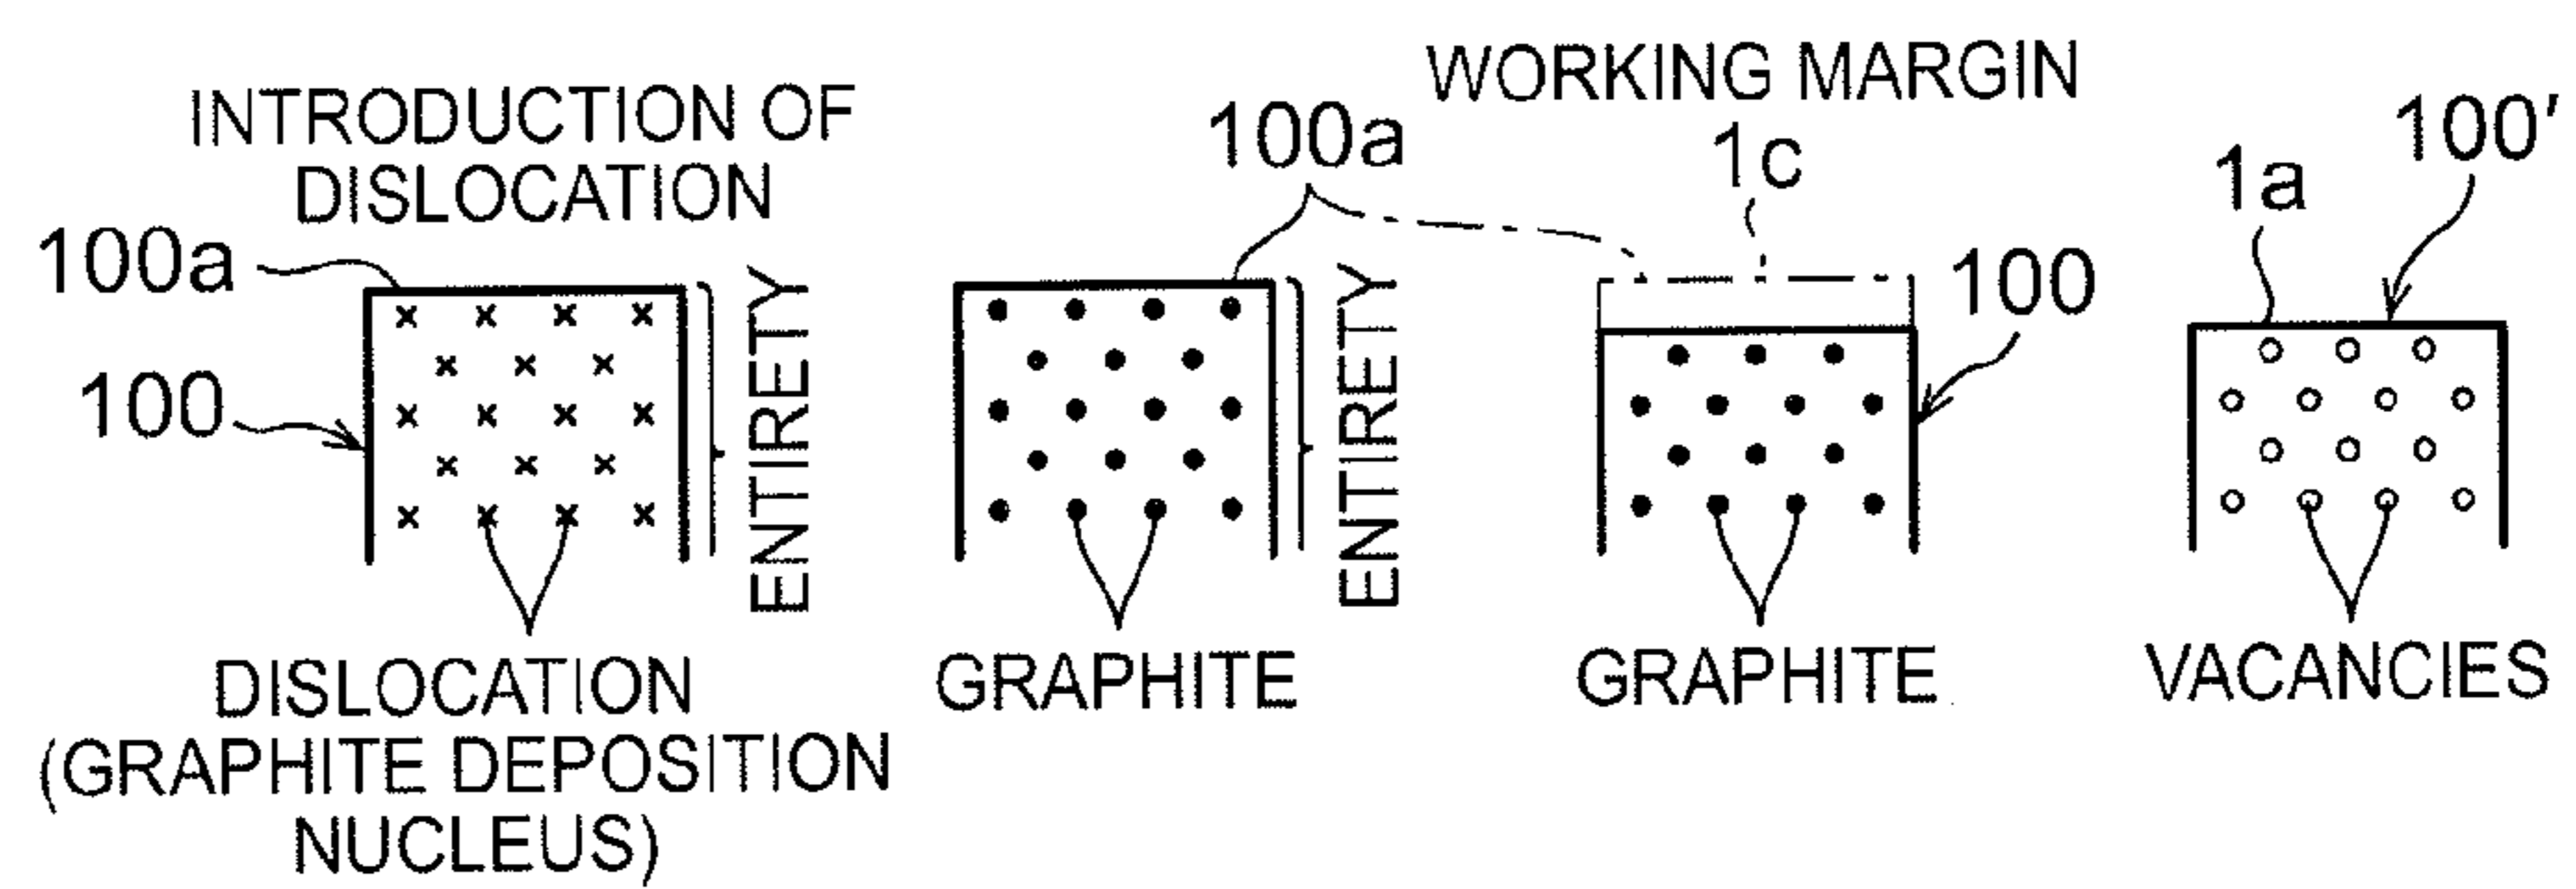 INTRODUCTION OF
DISLOCATION
100a
100
ENTIRETY
DISLOCATION
(GRAPHITE DEPOSITION
NUCLEUS)
100a
ENTIRETY
GRAPHITE
WORKING MARGIN
1c
100
GRAPHITE
1a
100'
VACANCIES